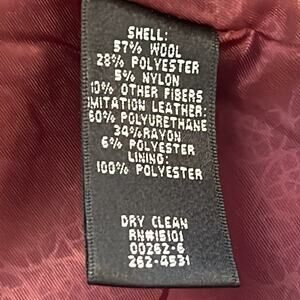 SHELL:
57% WOOL
28% POLYESTER
5% NYLON
10% OTHER FIBERS
IMITATION LEATHER:
60% POLYURETHANE
34% RAYON
6% POLYESTER
LINING:
100% POLYESTER
DRY CLEAN
RN#15101
00262-6
262-4531